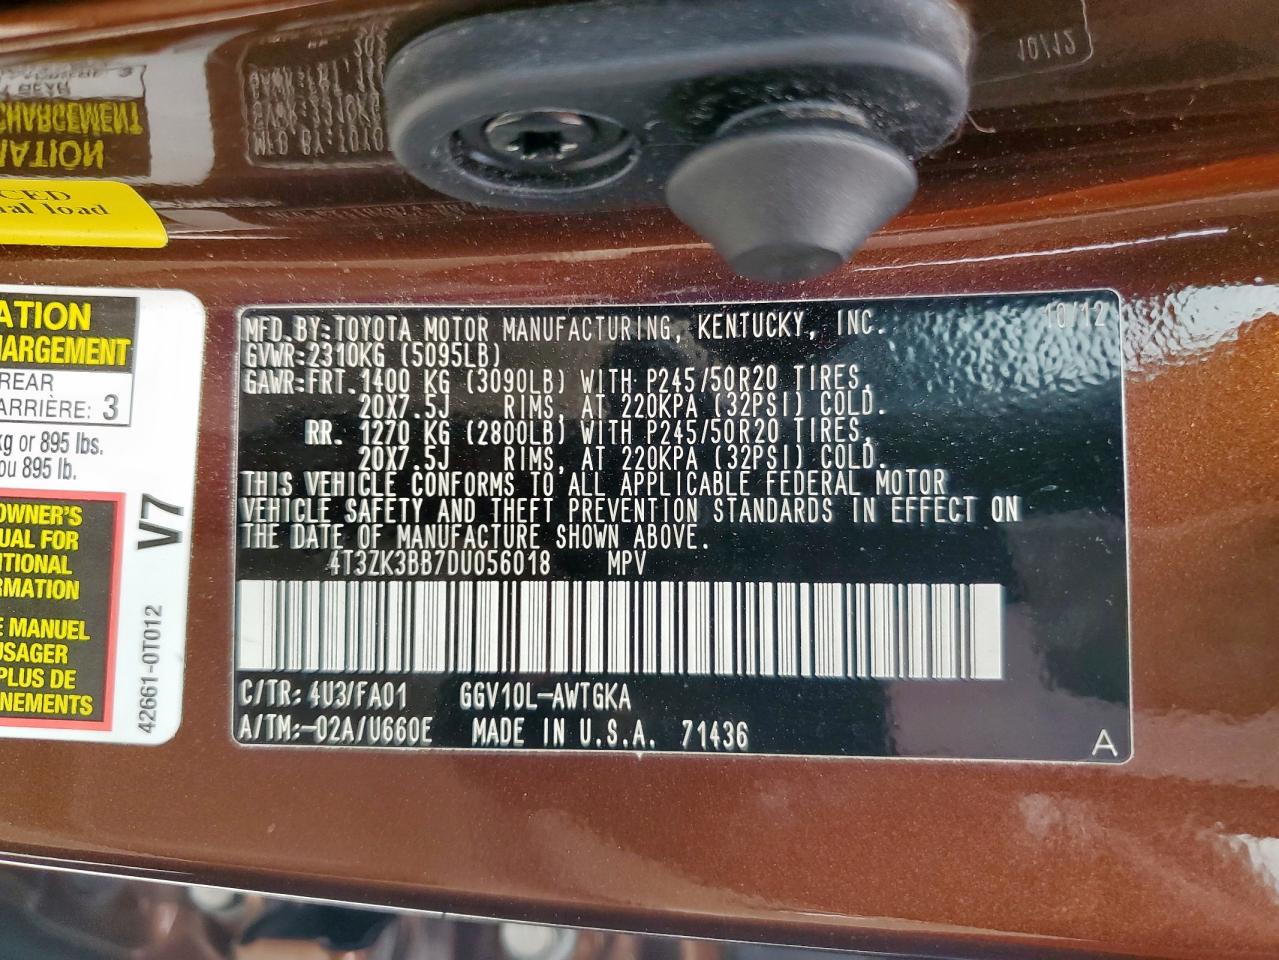 CED
nal load
ATION
HARGEMENT
REAR
ARRIÈRE: 3
kg or 895 lbs.
ou 895 lb.
OWNER'S
UAL FOR
ITIONAL
RMATION
E MANUEL
USAGER
PLUS DE
NEMENTS
V7
42661-0T012
MFD.BY:TOYOTA MOTOR MANUFACTURING, KENTUCKY, INC. 10/12
GVWR:2310KG (5095LB)
GAWR:FRT. 1400 KG (3090LB) WITH P245/50R20 TIRES,
20X7.5J RIMS, AT 220KPA (32PSI) COLD.
RR. 1270 KG (2800LB) WITH P245/50R20 TIRES,
20X7.5J RIMS, AT 220KPA (32PSI) COLD.
THIS VEHICLE CONFORMS TO ALL APPLICABLE FEDERAL MOTOR
VEHICLE SAFETY AND THEFT PREVENTION STANDARDS IN EFFECT ON
THE DATE OF MANUFACTURE SHOWN ABOVE.
4T3ZK3BB7DU056018 MPV
C/TR: 4U3/FA01 GGV10L-AWTGKA
A/TM:-02A/U660E MADE IN U.S.A. 71436
A